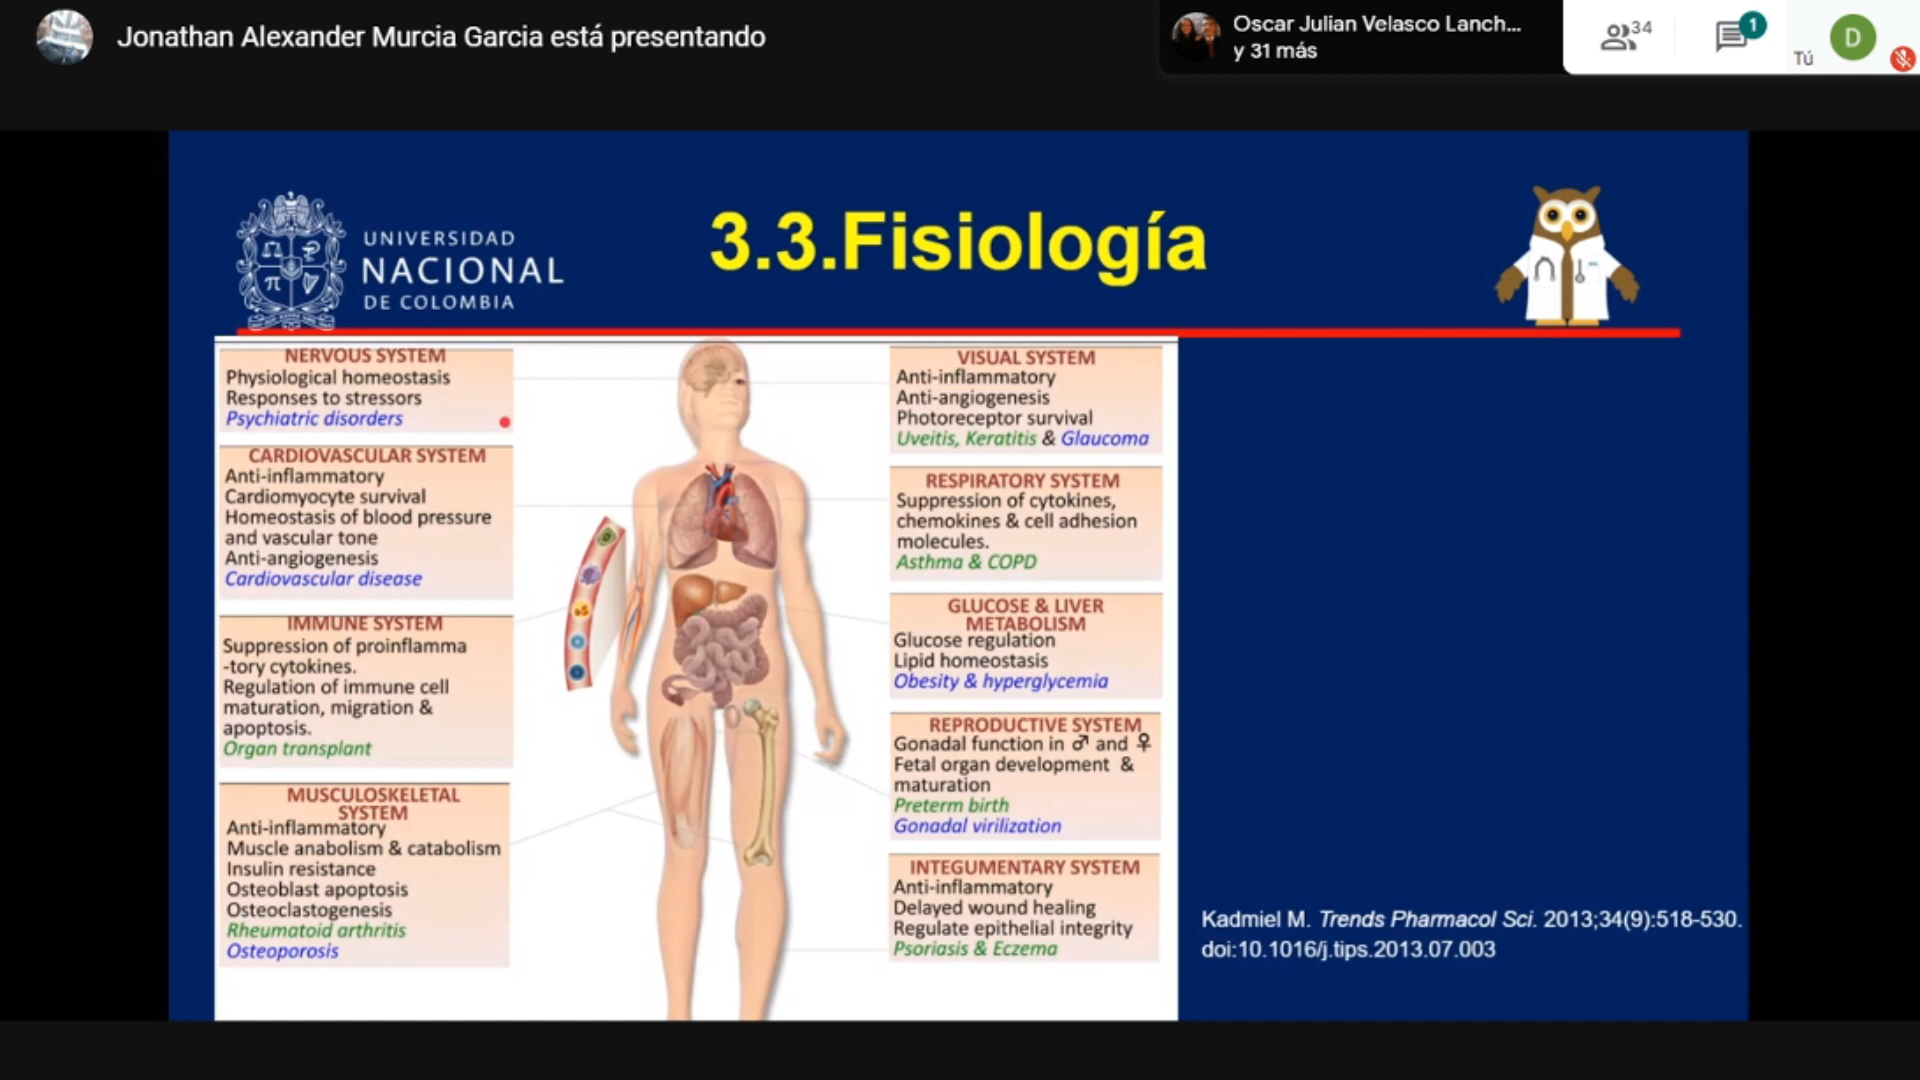 Jonathan Alexander Murcia Garcia está presentando
Oscar Julian Velasco Lanch...
y 31 más
34
1
Tú
D
UNIVERSIDAD
NACIONAL
DE COLOMBIA
3.3.Fisiología
NERVOUS SYSTEM
Physiological homeostasis
Responses to stressors
Psychiatric disorders
CARDIOVASCULAR SYSTEM
Anti-inflammatory
Cardiomyocyte survival
Homeostasis of blood pressure
and vascular tone
Anti-angiogenesis
Cardiovascular disease
IMMUNE SYSTEM
Suppression of proinflamma
-tory cytokines.
Regulation of immune cell
maturation, migration &
apoptosis.
Organ transplant
MUSCULOSKELETAL
SYSTEM
Anti-inflammatory
Muscle anabolism & catabolism
Insulin resistance
Osteoblast apoptosis
Osteoclastogenesis
Rheumatoid arthritis
Osteoporosis
VISUAL SYSTEM
Anti-inflammatory
Anti-angiogenesis
Photoreceptor survival
Uveitis, Keratitis & Glaucoma
RESPIRATORY SYSTEM
Suppression of cytokines,
chemokines & cell adhesion
molecules.
Asthma & COPD
GLUCOSE & LIVER
METABOLISM
Glucose regulation
Lipid homeostasis
Obesity & hyperglycemia
REPRODUCTIVE SYSTEM
Gonadal function in ♂ and ♀
Fetal organ development &
maturation
Preterm birth
Gonadal virilization
INTEGUMENTARY SYSTEM
Anti-inflammatory
Delayed wound healing
Regulate epithelial integrity
Psoriasis & Eczema
Kadmiel M. Trends Pharmacol Sci. 2013;34(9):518-530.
doi:10.1016/j.tips.2013.07.003